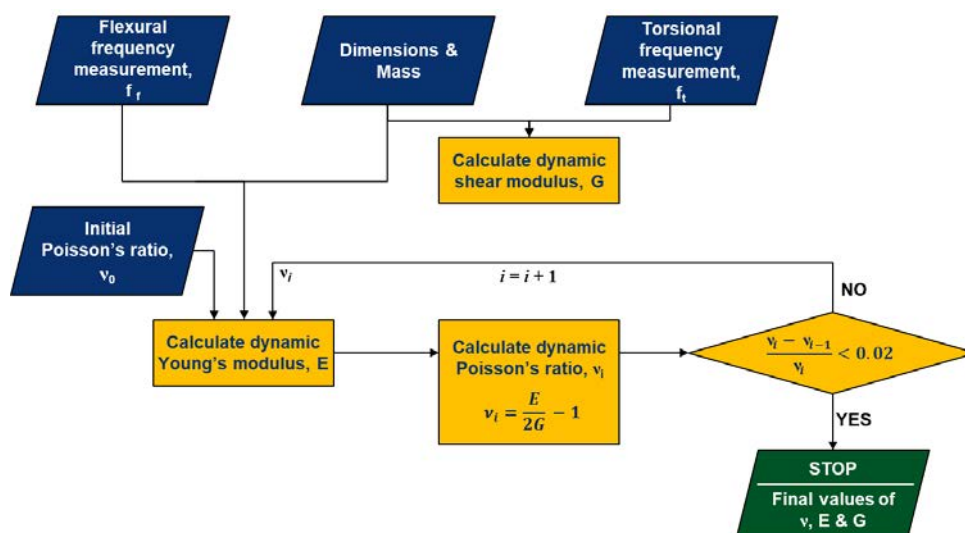 Flexural
frequency
measurement,
f f
Dimensions &
Mass
Torsional
frequency
measurement,
ft
Calculate dynamic
shear modulus, G
Initial
Poisson's ratio,
ν0
νi
i = i + 1
NO
Calculate dynamic
Young's modulus, E
Calculate dynamic
Poisson's ratio, νi
νi = E/2G − 1
νi − νi−1 / νi < 0.02
YES
STOP
Final values of
ν, E & G